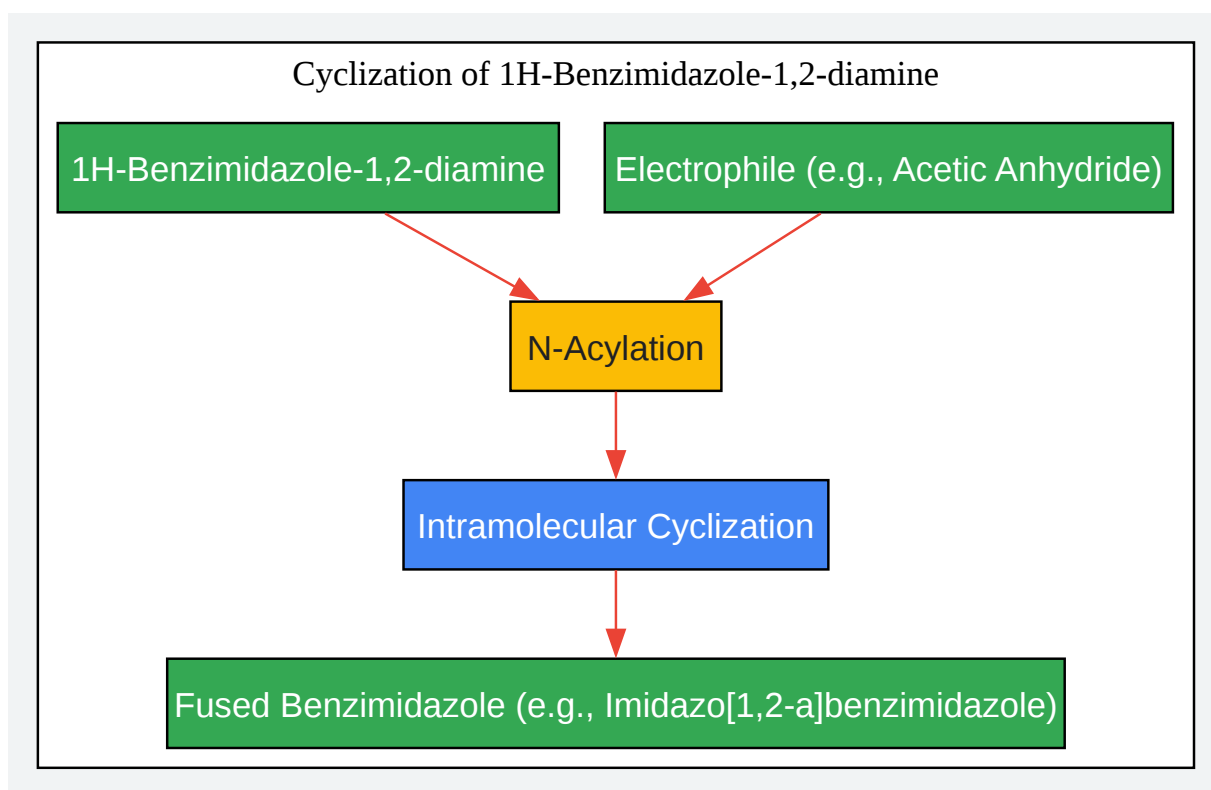 Cyclization of 1H-Benzimidazole-1,2-diamine
1H-Benzimidazole-1,2-diamine
Electrophile (e.g., Acetic Anhydride)
N-Acylation
Intramolecular Cyclization
Fused Benzimidazole (e.g., Imidazo[1,2-a]benzimidazole)